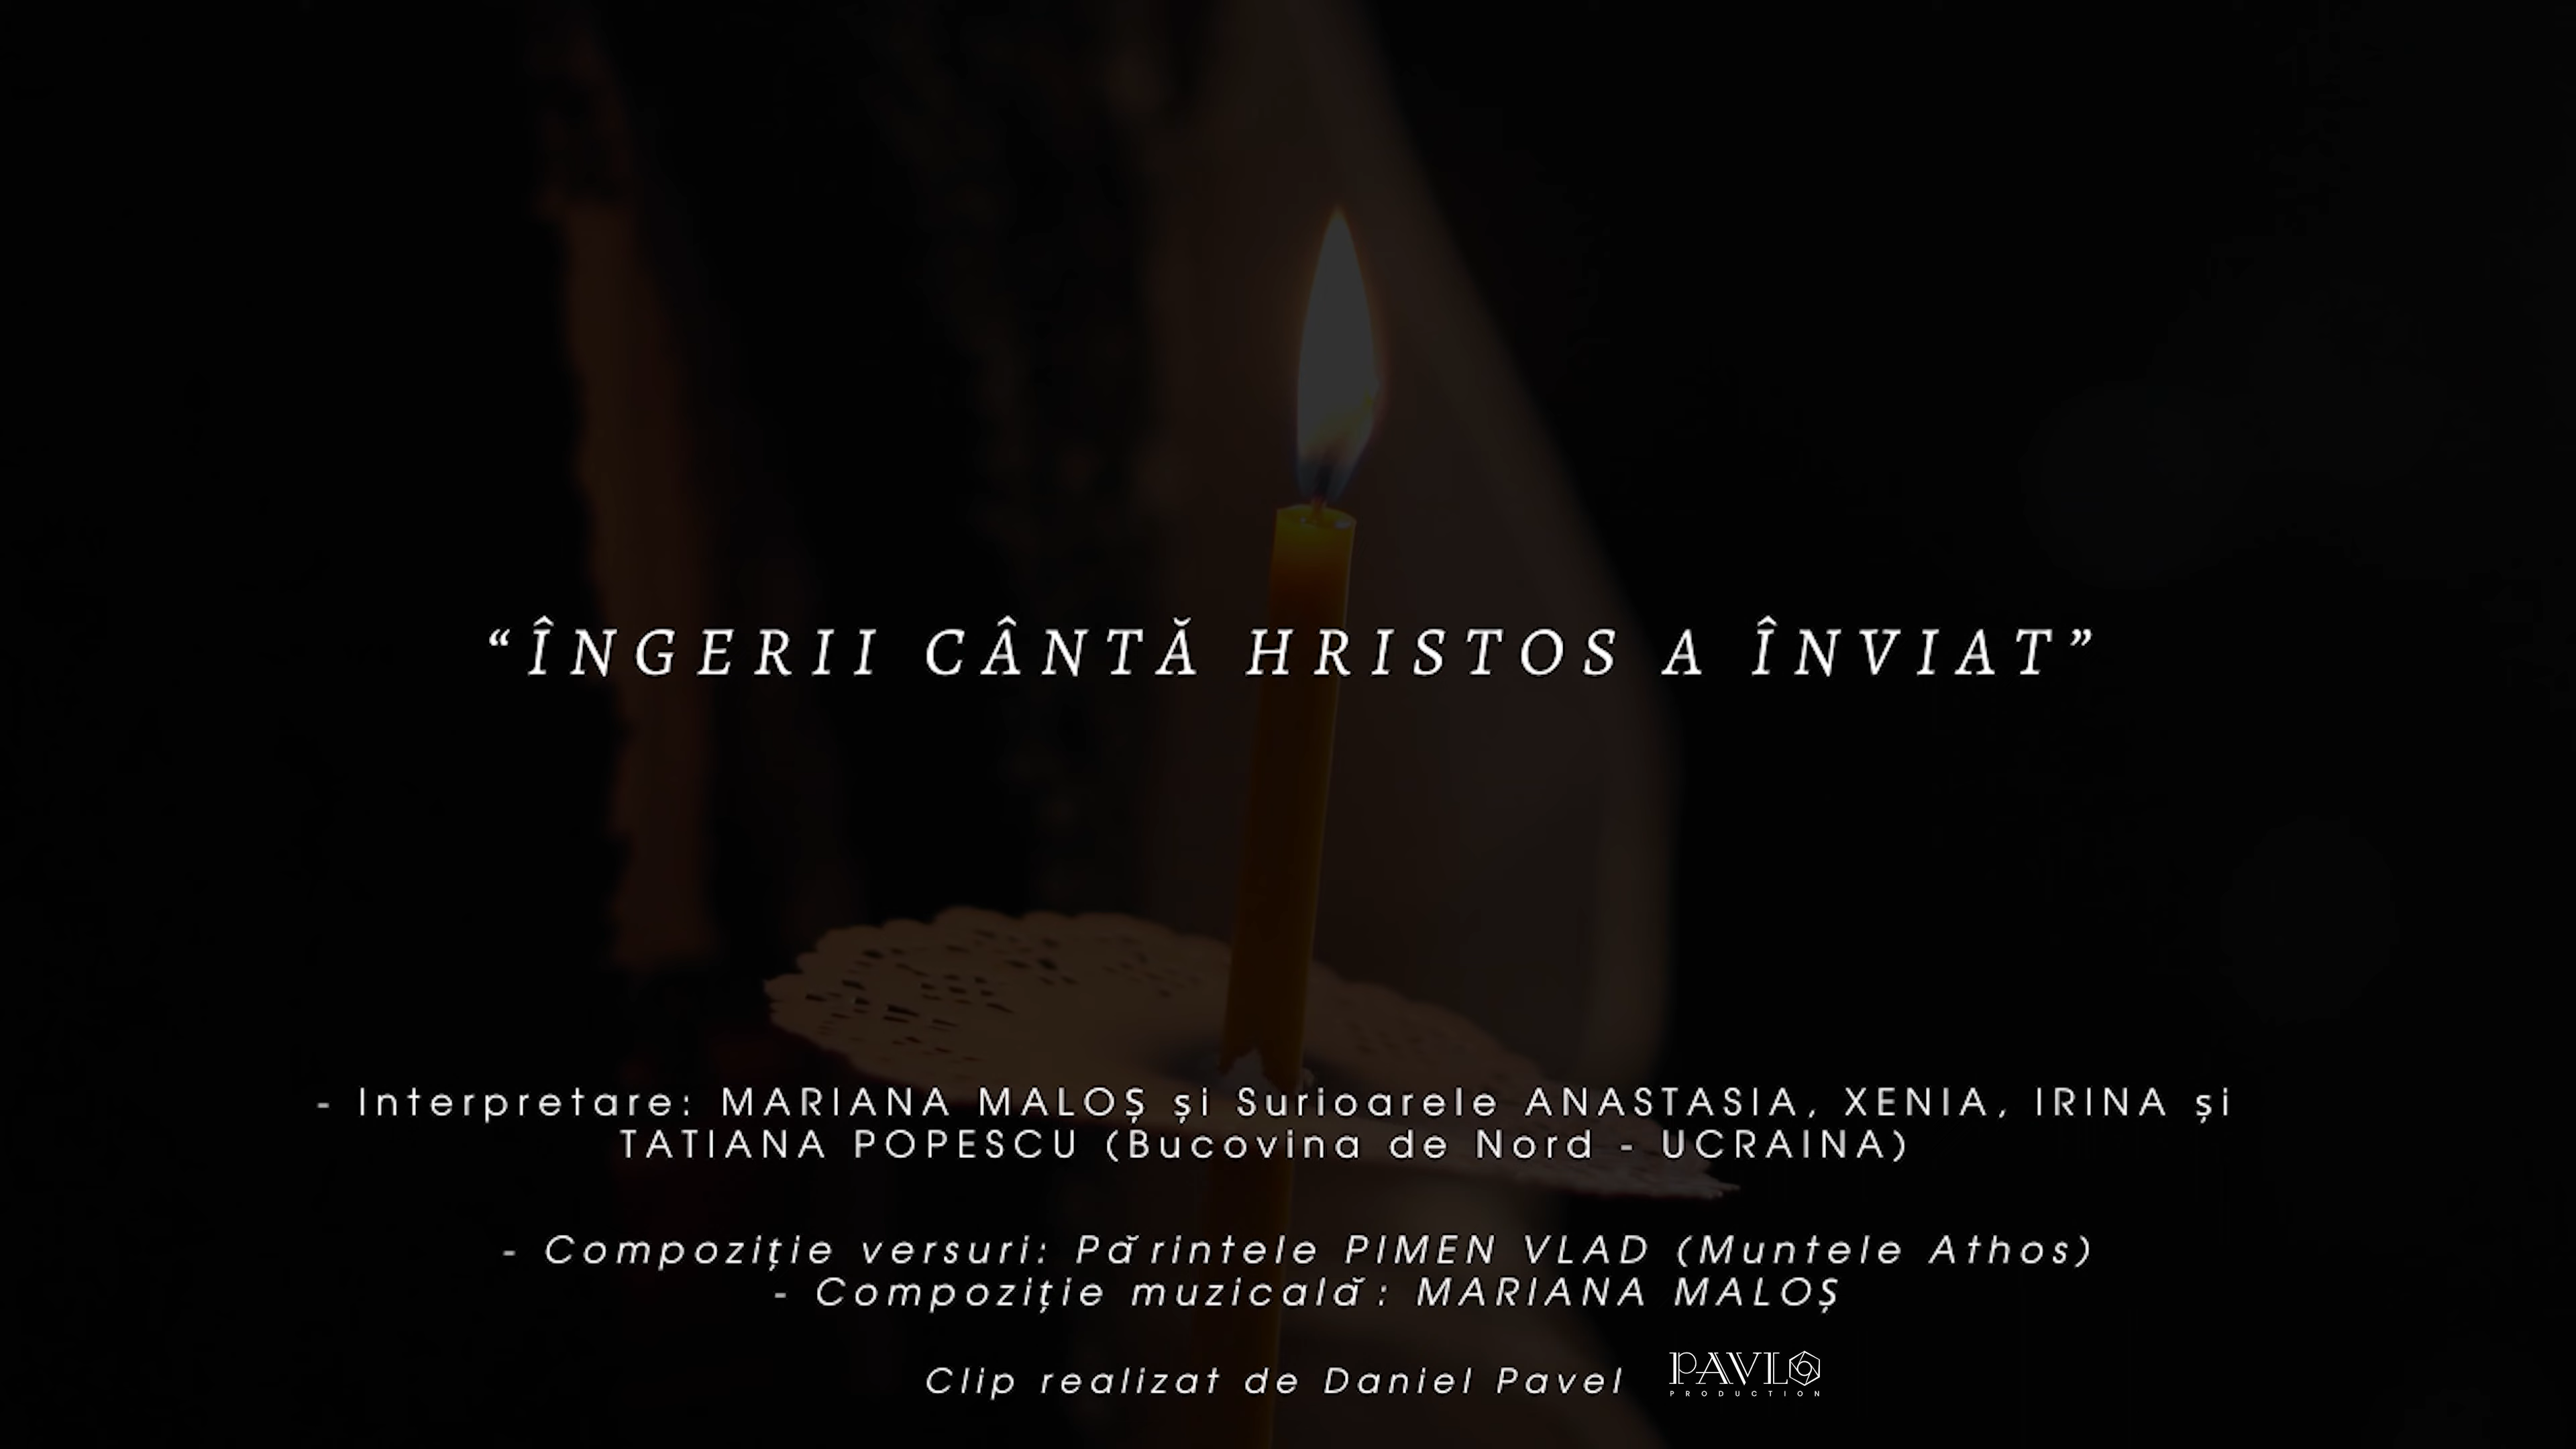 “ÎNGERII CÂNTĂ HRISTOS A ÎNVIAT”
- Interpretare: MARIANA MALOȘ și Surioarele ANASTASIA, XENIA, IRINA și
TATIANA POPESCU (Bucovina de Nord - UCRAINA)
- Compoziție versuri: Părintele PIMEN VLAD (Muntele Athos)
- Compoziție muzicală: MARIANA MALOȘ
Clip realizat de Daniel Pavel
PAVLO
PRODUCTION